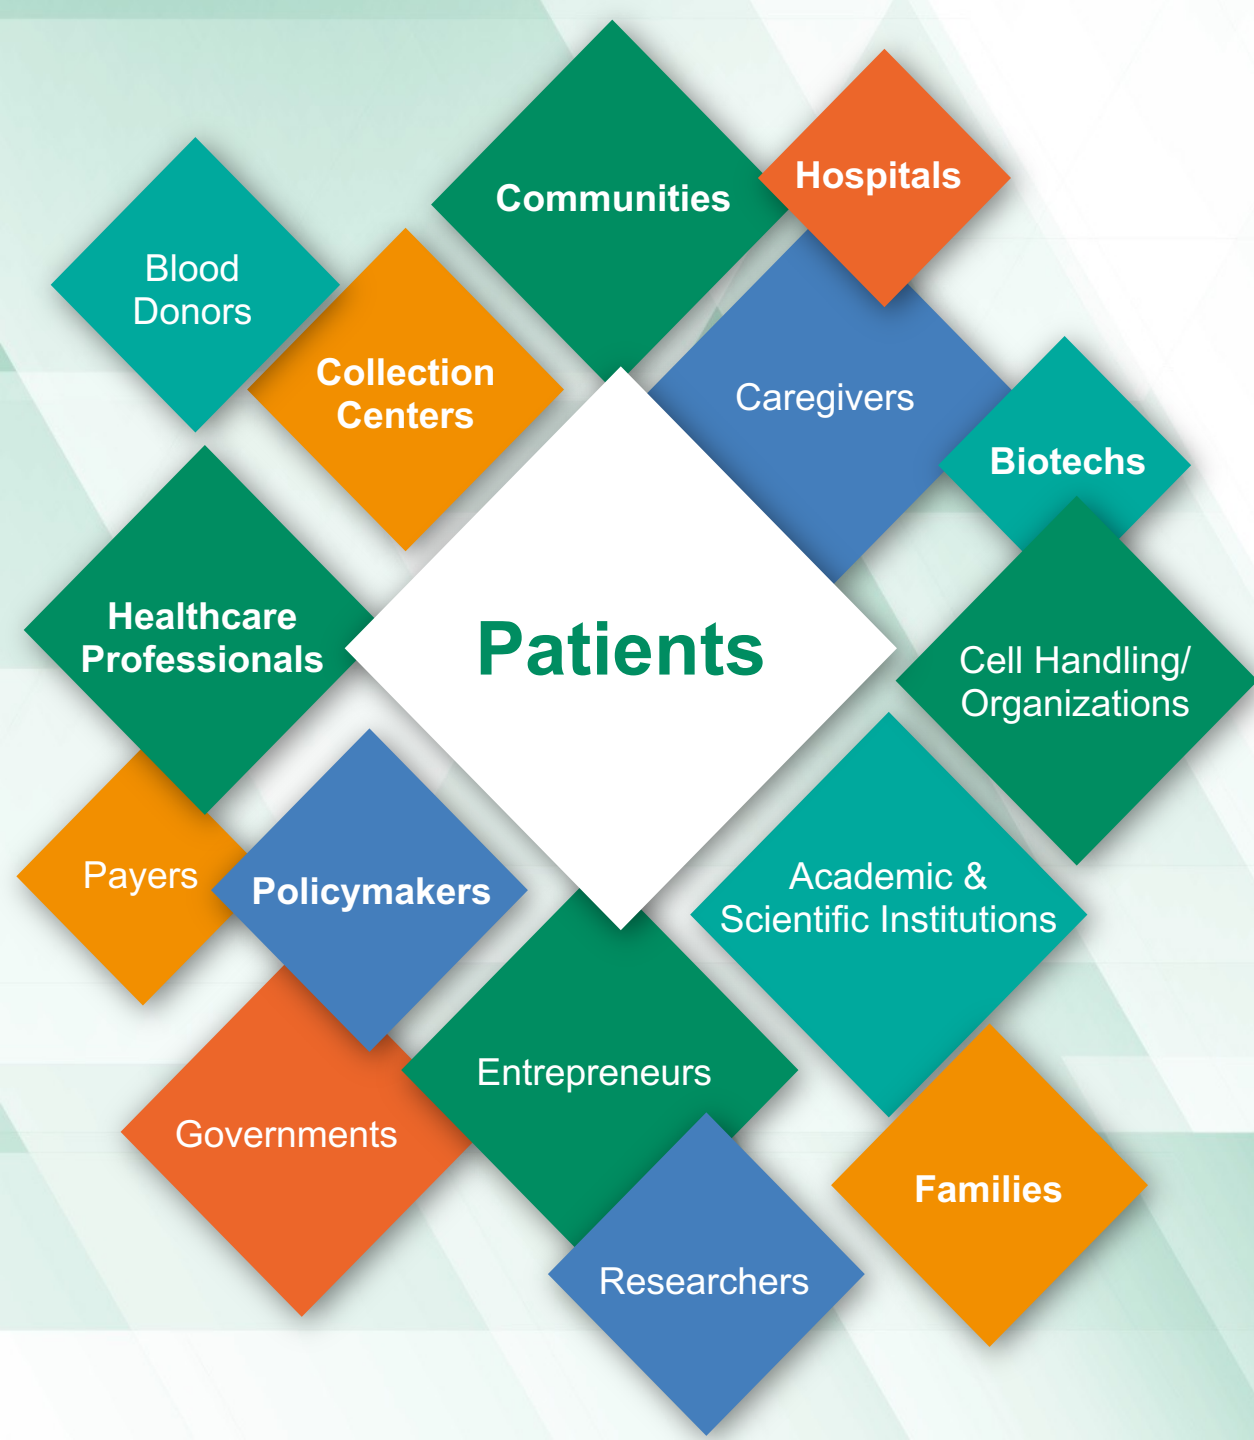 Communities
Hospitals
Blood
Donors
Collection
Centers
Caregivers
Biotechs
Healthcare
Professionals
Patients
Cell Handling/
Organizations
Payers
Policymakers
Academic &
Scientific Institutions
Entrepreneurs
Governments
Families
Researchers